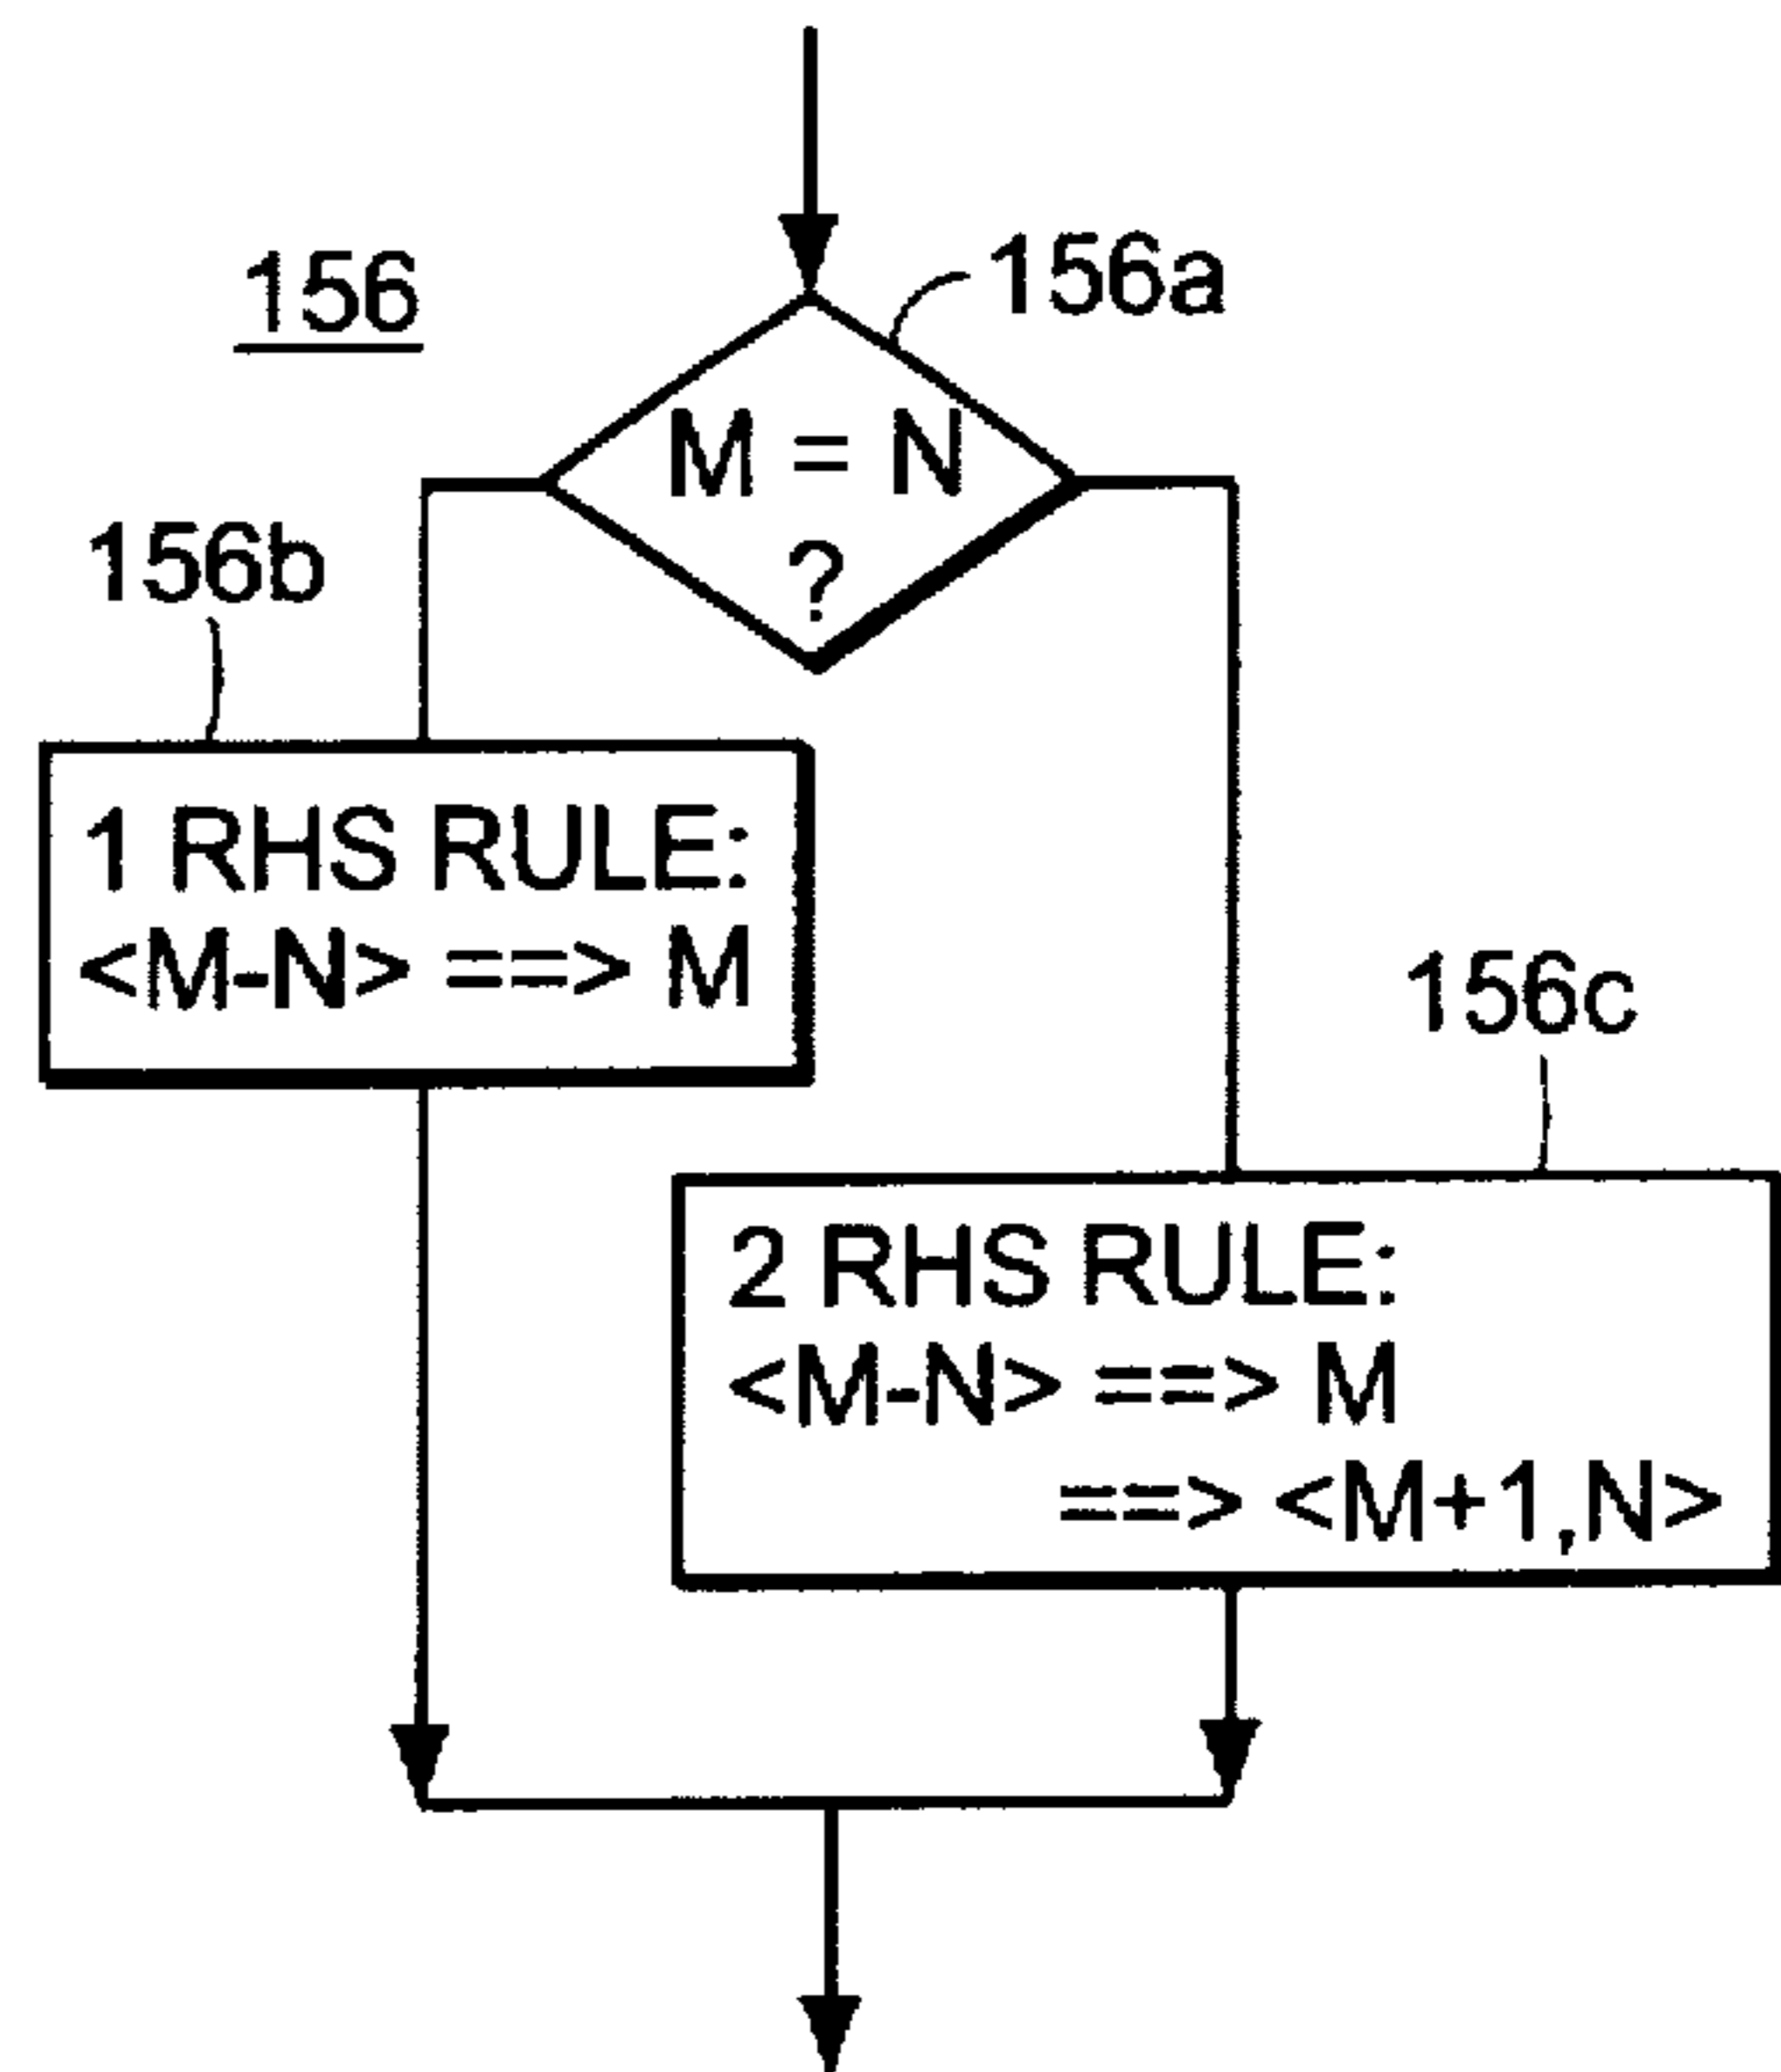 156
156a
M = N
?
156b
1 RHS RULE:
<M-N> ==> M
156c
2 RHS RULE:
<M-N> ==> M
==> <M+1,N>